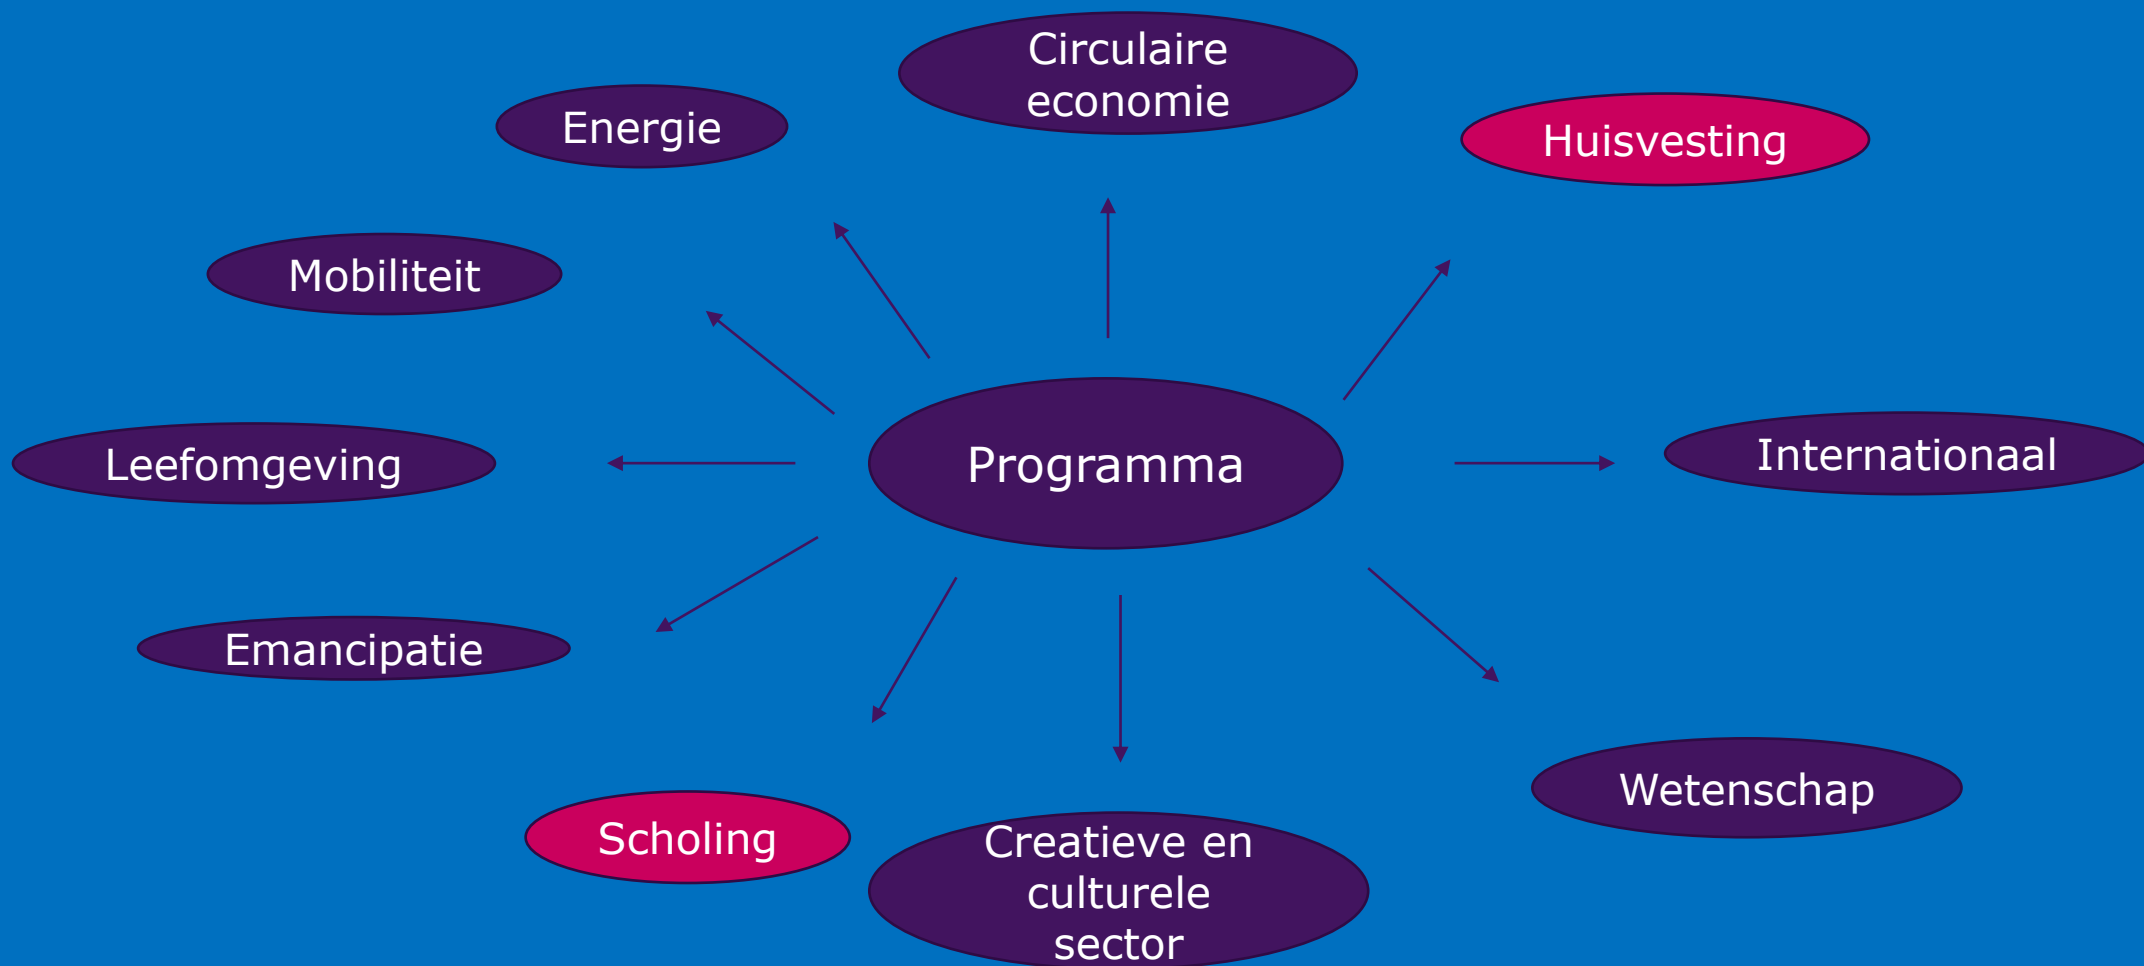 Circulaire
economie
Energie
Huisvesting
Mobiliteit
Programma
Leefomgeving
Internationaal
Emancipatie
Wetenschap
Scholing
Creatieve en
culturele
sector